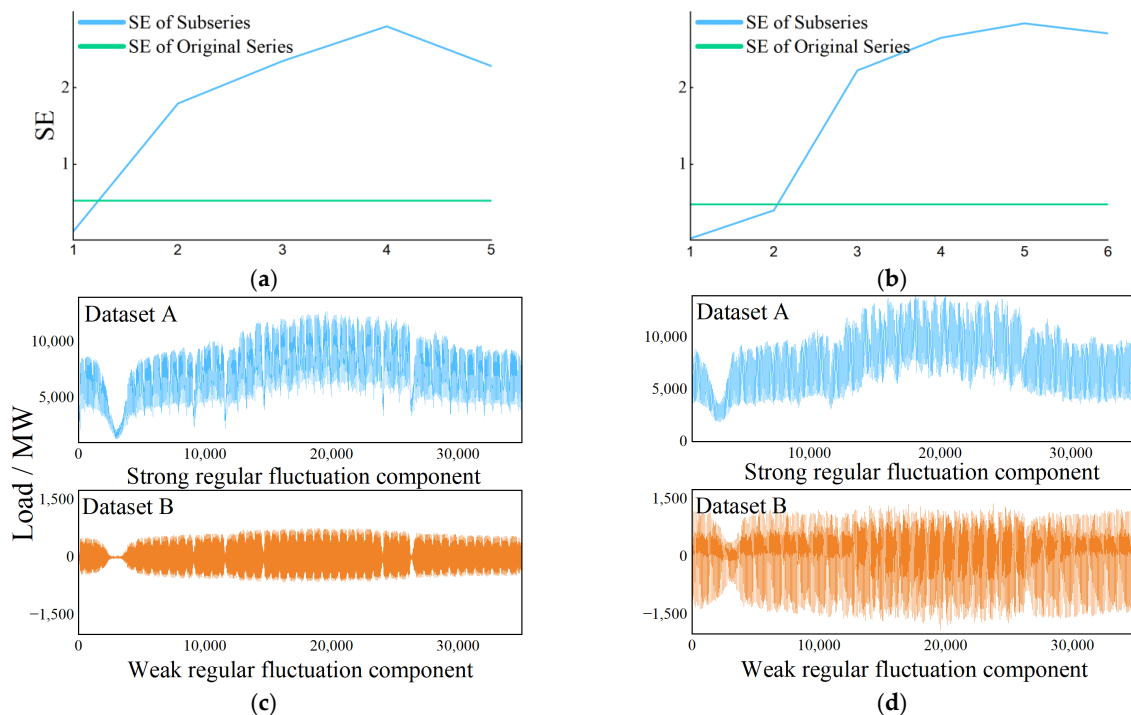 SE of Subseries
SE of Original Series
2
1
SE
1 2 3 4 5
(a)
SE of Subseries
SE of Original Series
2
1
1 2 3 4 5 6
(b)
Dataset A
10,000
5,000
0 10,000 20,000 30,000
Strong regular fluctuation component
Load / MW
Dataset B
1,500
0
−1,500
0 10,000 20,000 30,000
Weak regular fluctuation component
(c)
Dataset A
10,000
5,000
0
10,000 20,000 30,000
Strong regular fluctuation component
Dataset B
1,500
0
−1,500
0 10,000 20,000 30,000
Weak regular fluctuation component
(d)